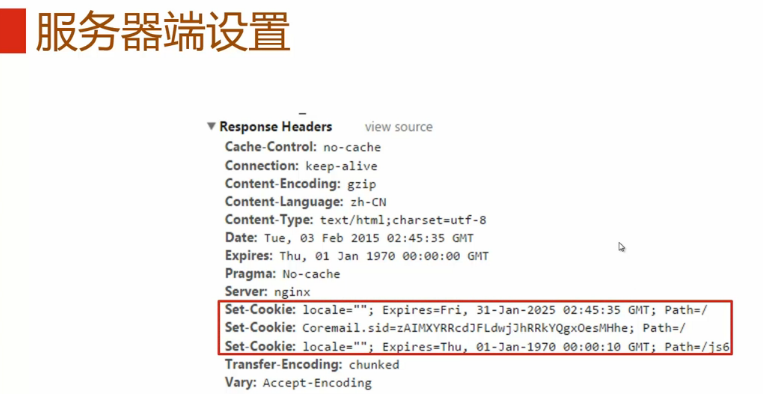 服务器端设置
Response Headers view source
Cache-Control: no-cache
Connection: keep-alive
Content-Encoding: gzip
Content-Language: zh-CN
Content-Type: text/html;charset=utf-8
Date: Tue, 03 Feb 2015 02:45:35 GMT
Expires: Thu, 01 Jan 1970 00:00:00 GMT
Pragma: No-cache
Server: nginx
Set-Cookie: locale=""; Expires=Fri, 31-Jan-2025 02:45:35 GMT; Path=/
Set-Cookie: Coremail.sid=zAIMXYRRcdJFLdwjJhRRkYQgxOesMHhe; Path=/
Set-Cookie: locale=""; Expires=Thu, 01-Jan-1970 00:00:10 GMT; Path=/js6
Transfer-Encoding: chunked
Vary: Accept-Encoding